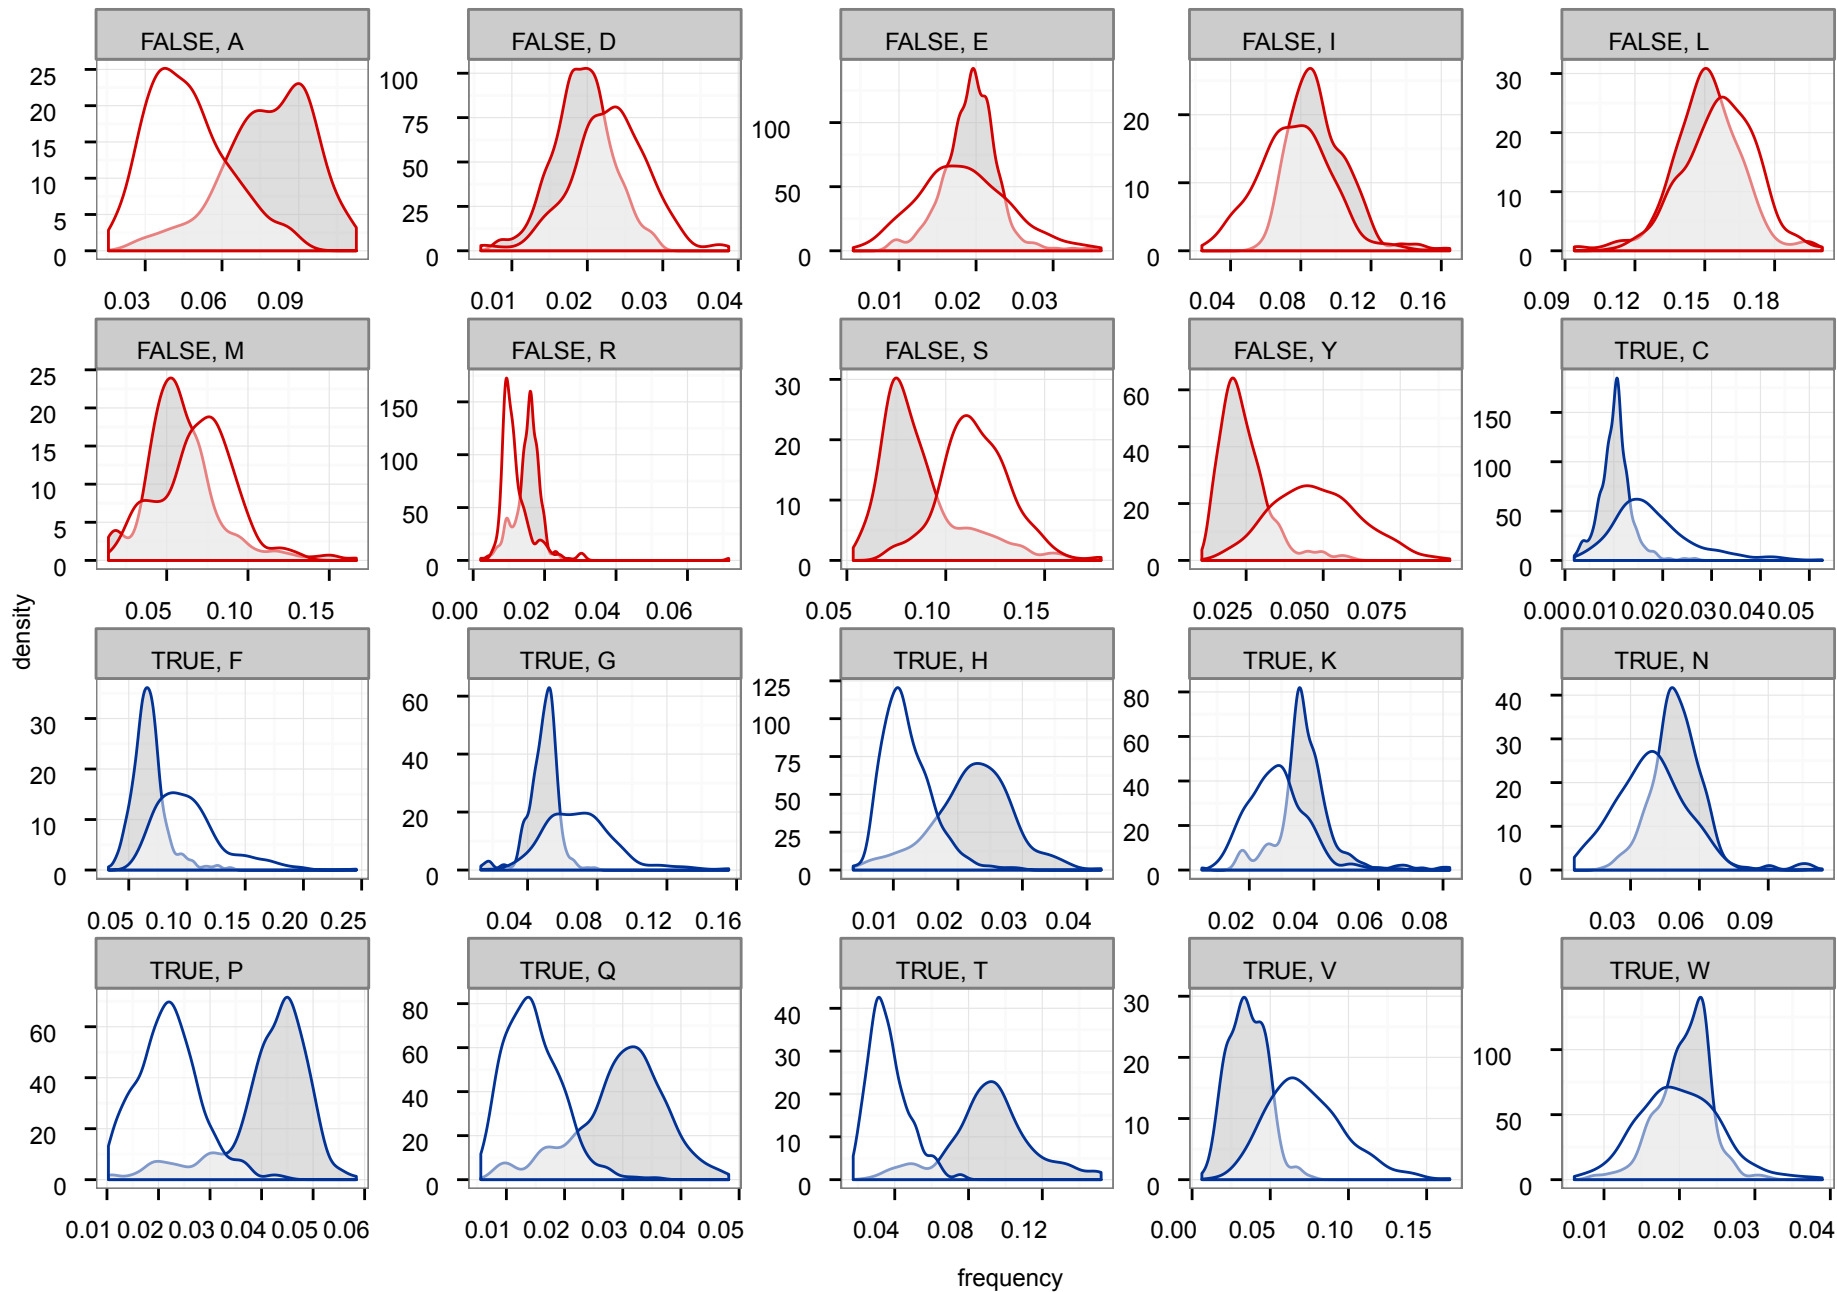 FALSE, A
FALSE, D
FALSE, E
FALSE, I
FALSE, L
25
20
15
10
5
0
100
75
50
25
0
100
50
0
20
10
0
30
20
10
0
0.03 0.06 0.09
0.01 0.02 0.03 0.04
0.01 0.02 0.03
0.04 0.08 0.12 0.16
0.09 0.12 0.15 0.18
FALSE, M
FALSE, R
FALSE, S
FALSE, Y
TRUE, C
25
20
15
10
5
0
150
100
50
0
30
20
10
0
60
40
20
0
150
100
50
0
0.05 0.10 0.15
0.00 0.02 0.04 0.06
0.05 0.10 0.15
0.025 0.050 0.075
0.00 0.01 0.02 0.03 0.04 0.05
density
TRUE, F
TRUE, G
TRUE, H
TRUE, K
TRUE, N
30
20
10
0
60
40
20
0
125
100
75
50
25
0
80
60
40
20
0
40
30
20
10
0
0.05 0.10 0.15 0.20 0.25
0.04 0.08 0.12 0.16
0.01 0.02 0.03 0.04
0.02 0.04 0.06 0.08
0.03 0.06 0.09
TRUE, P
TRUE, Q
TRUE, T
TRUE, V
TRUE, W
60
40
20
0
80
60
40
20
0
40
30
20
10
0
30
20
10
0
100
50
0
0.01 0.02 0.03 0.04 0.05 0.06
0.01 0.02 0.03 0.04 0.05
0.04 0.08 0.12
0.00 0.05 0.10 0.15
0.01 0.02 0.03 0.04
frequency